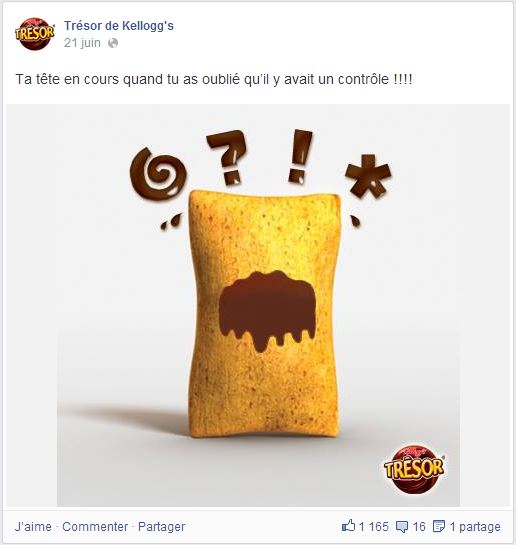 Trésor de Kellogg's
21 juin
Ta tête en cours quand tu as oublié qu'il y avait un contrôle !!!!
? ! *
Kellogg's
TRÉSOR
J'aime · Commenter · Partager
1 165 16 1 partage